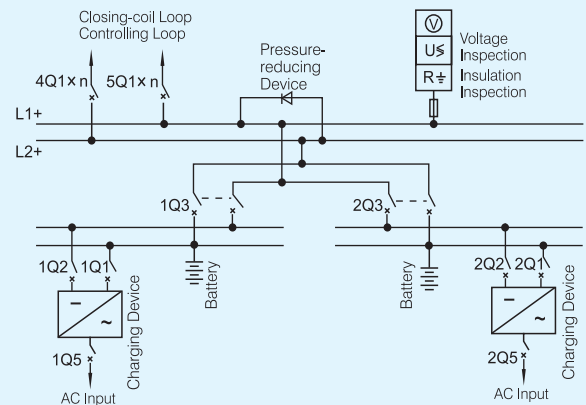 Closing-coil Loop
Controlling Loop
4Q1×n
5Q1×n
Pressure-
reducing
Device
V
U≤
R⏚
Voltage
Inspection
Insulation
Inspection
L1+
L2+
1Q3
2Q3
1Q2
1Q1
Battery
Battery
2Q2
2Q1
– ~
Charging Device
– ~
Charging Device
1Q5
2Q5
AC Input
AC Input